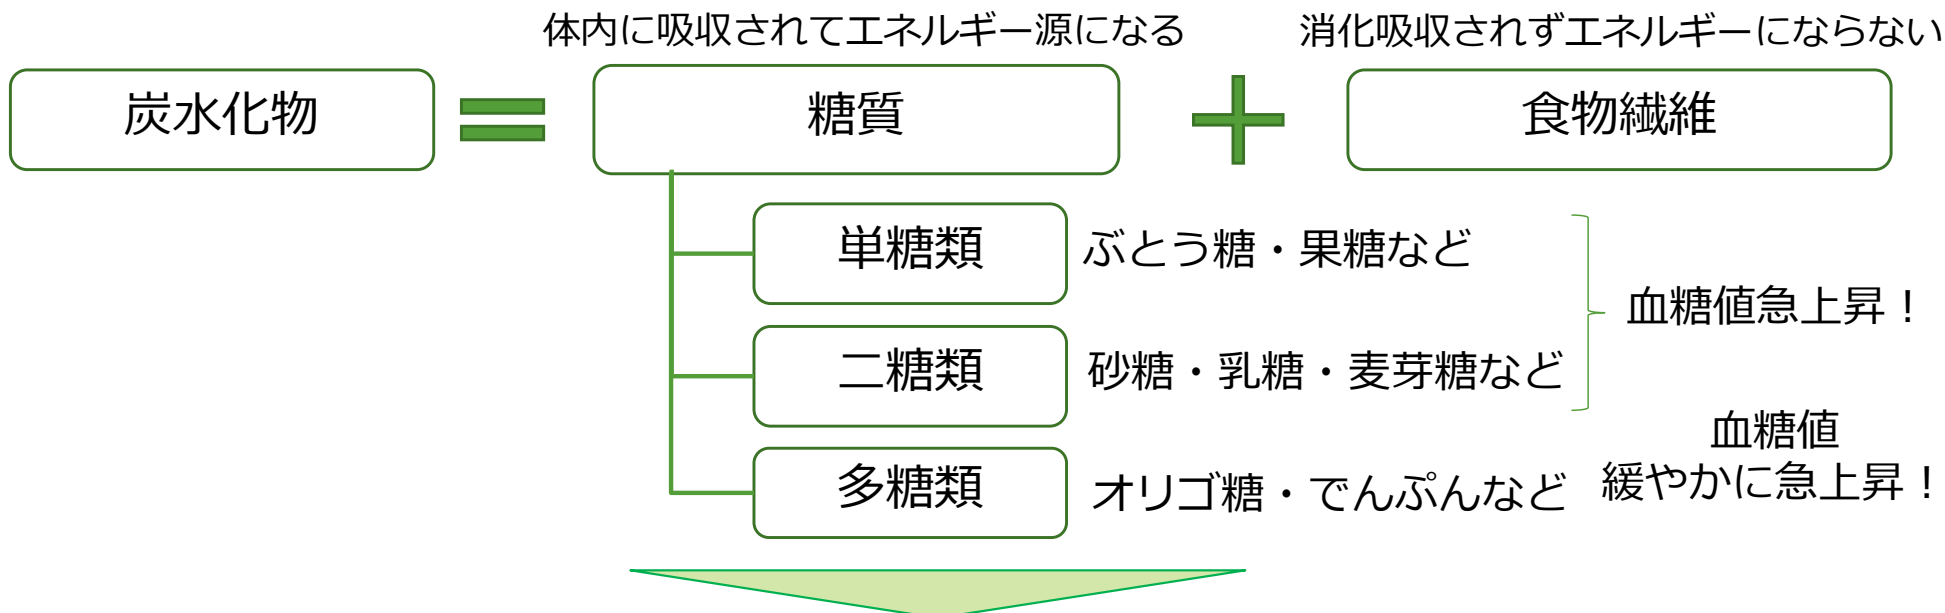 体内に吸収されてエネルギー源になる
消化吸収されずエネルギーにならない
炭水化物
糖質
食物繊維
単糖類
ぶとう糖・果糖など
血糖値急上昇！
二糖類
砂糖・乳糖・麦芽糖など
多糖類
オリゴ糖・でんぷんなど
血糖値
緩やかに急上昇！